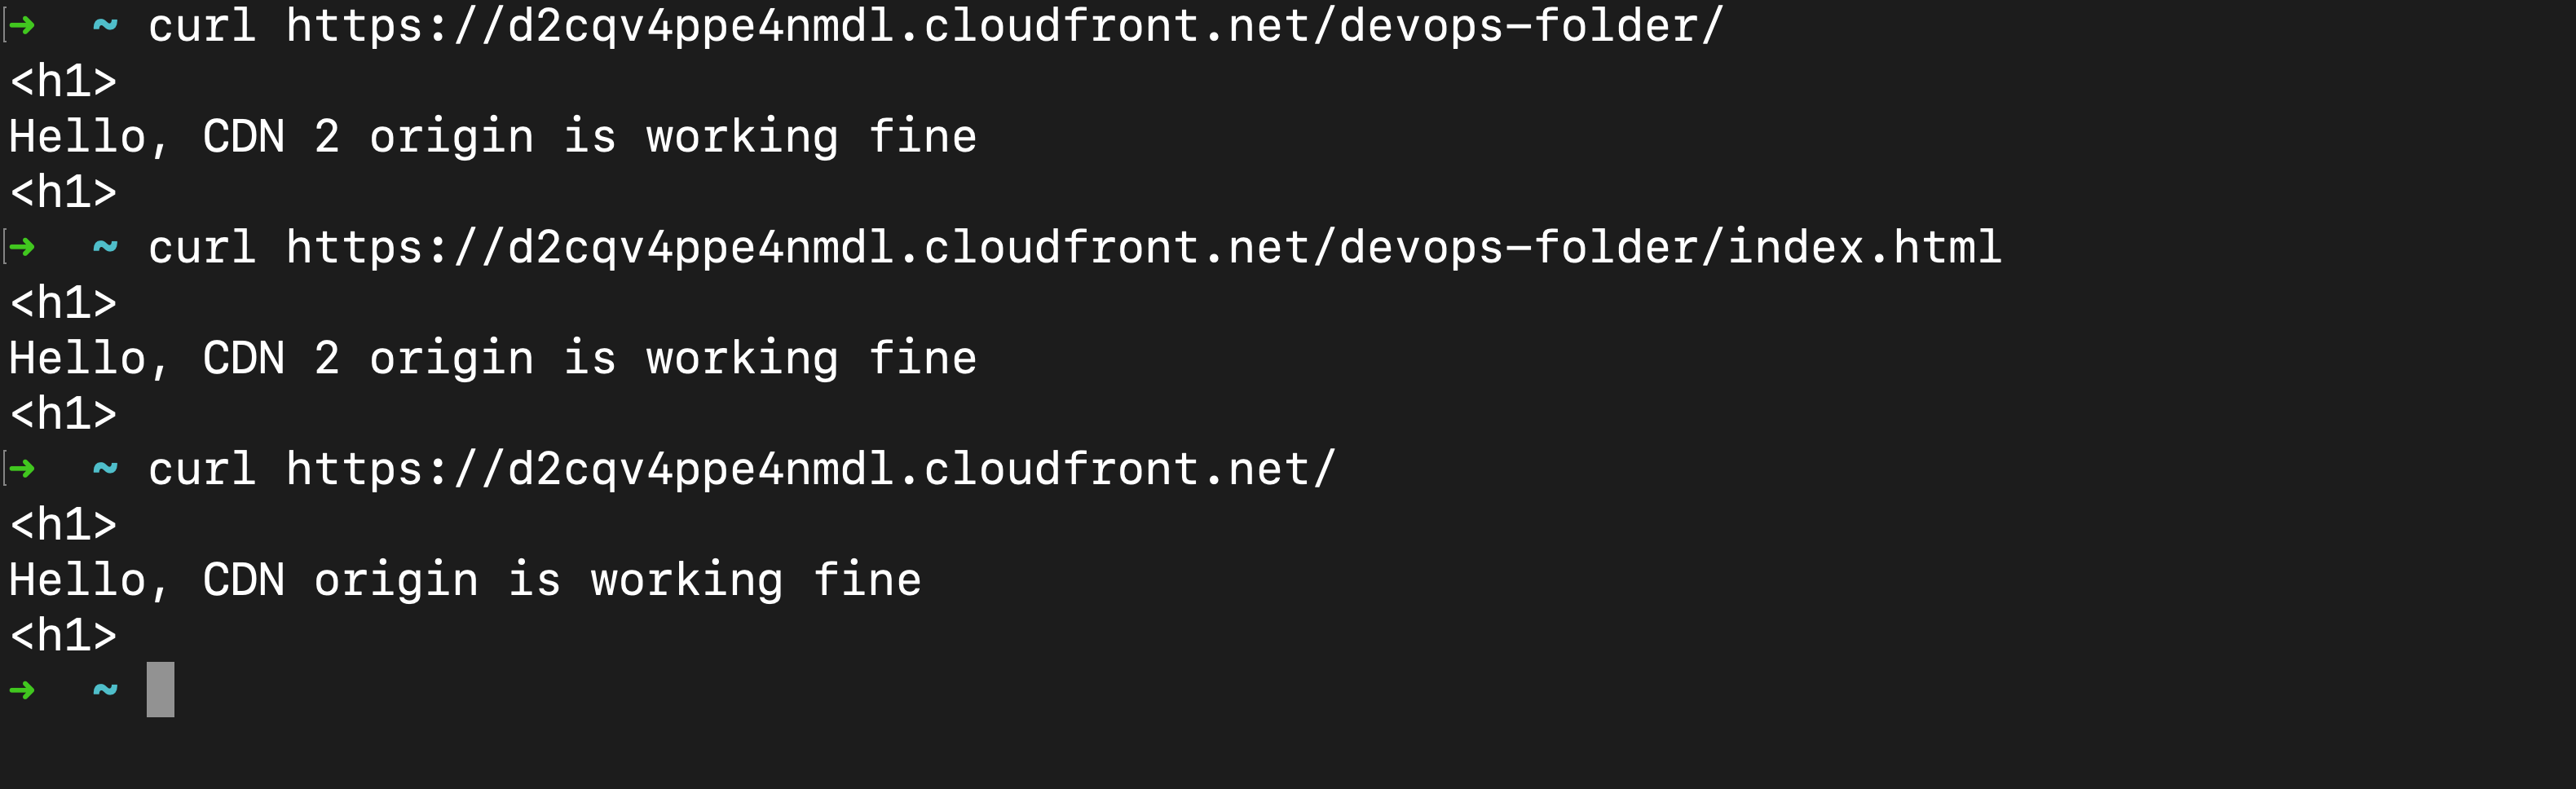 ➜  ~ curl https://d2cqv4ppe4nmdl.cloudfront.net/devops-folder/
<h1>
Hello, CDN 2 origin is working fine
<h1>
➜  ~ curl https://d2cqv4ppe4nmdl.cloudfront.net/devops-folder/index.html
<h1>
Hello, CDN 2 origin is working fine
<h1>
➜  ~ curl https://d2cqv4ppe4nmdl.cloudfront.net/
<h1>
Hello, CDN origin is working fine
<h1>
➜  ~